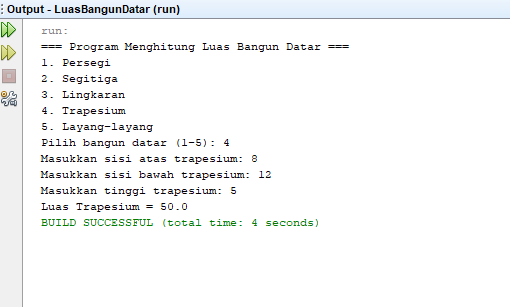 Output - LuasBangunDatar (run)
run:
=== Program Menghitung Luas Bangun Datar ===
1. Persegi
2. Segitiga
3. Lingkaran
4. Trapesium
5. Layang-layang
Pilih bangun datar (1-5): 4
Masukkan sisi atas trapesium: 8
Masukkan sisi bawah trapesium: 12
Masukkan tinggi trapesium: 5
Luas Trapesium = 50.0
BUILD SUCCESSFUL (total time: 4 seconds)